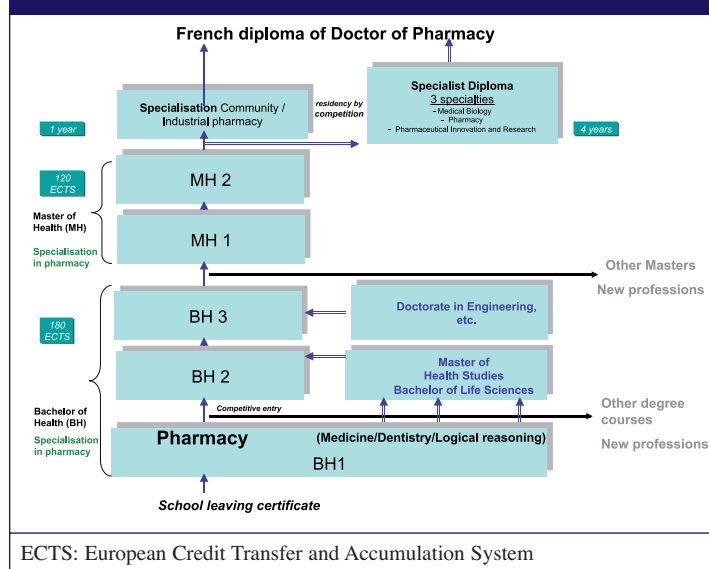 French diploma of Doctor of Pharmacy
Specialist Diploma
3 specialties
- Medical Biology
- Pharmacy
- Pharmaceutical Innovation and Research
Specialisation Community /
Industrial pharmacy
residency by
competition
1 year
4 years
120
ECTS
MH 2
Master of
Health (MH)
MH 1
Specialisation
in pharmacy
Other Masters
New professions
BH 3
Doctorate in Engineering,
etc.
180
ECTS
BH 2
Master of
Health Studies
Bachelor of Life Sciences
Bachelor of
Health (BH)
Competitive entry
Other degree
courses
New professions
Specialisation
in pharmacy
Pharmacy
(Medicine/Dentistry/Logical reasoning)
BH1
School leaving certificate
ECTS: European Credit Transfer and Accumulation System